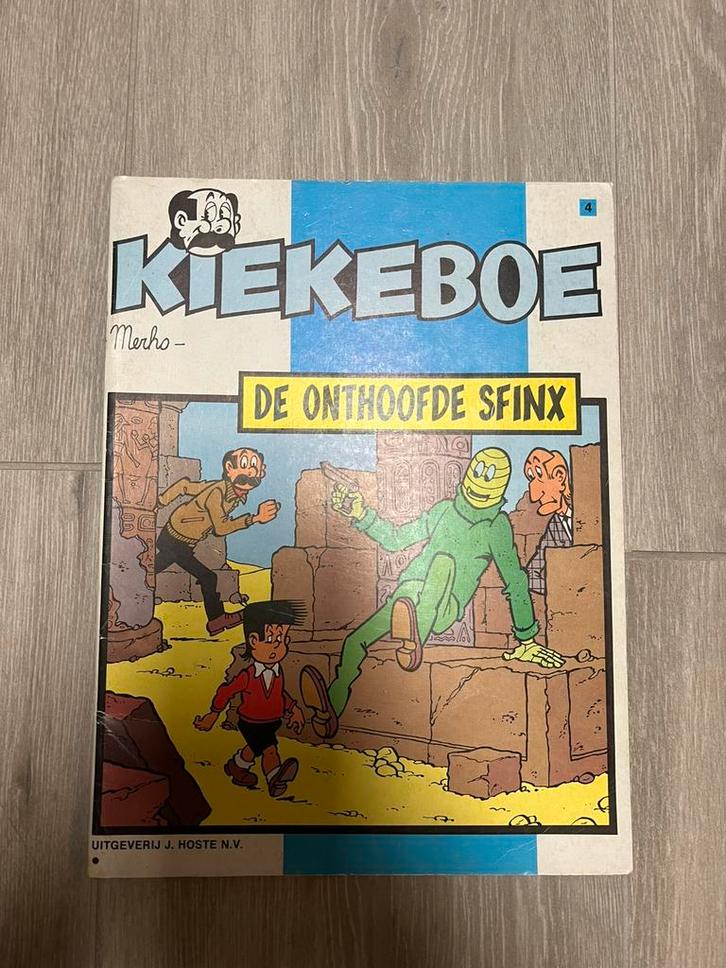 4
KIEKEBOE
Merho-
DE ONTHOOFDE SFINX
UITGEVERIJ J. HOSTE N.V.